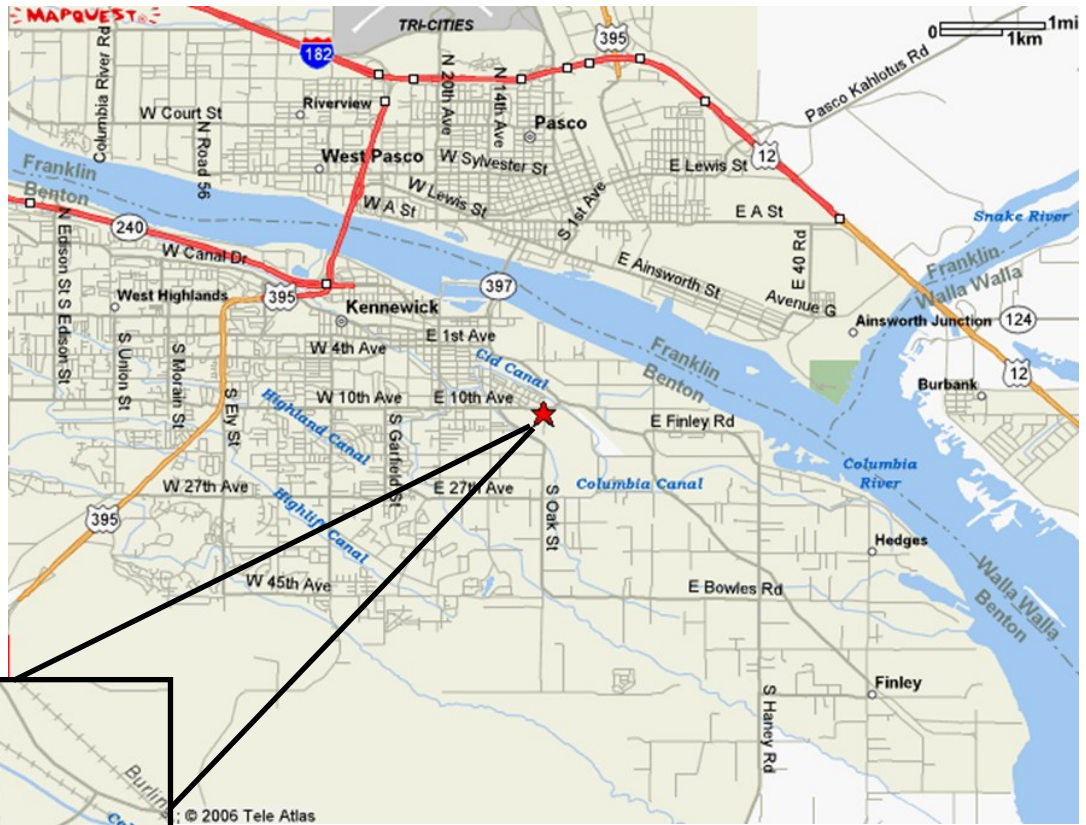 MAPQUEST
TRI-CITIES
182
395
0
1mi
1km
Columbia River Rd
W Court St
N Road 56
Riverview
N 20th Ave
N 14th Ave
Pasco
Pasco Kahlotus Rd
West Pasco
W Sylvester St
E Lewis St
12
Franklin
Benton
W Lewis St
W A St
S 1st Ave
E A St
Snake River
240
W Canal Dr
N Edison St
S Edison St
E 40 Rd
E Ainsworth St
Avenue G
Franklin
Walla Walla
397
395
West Highlands
Kennewick
Ainsworth Junction
124
E 1st Ave
W 4th Ave
Franklin
Benton
Cid Canal
12
Burbank
S Union St
S Morain St
S Ely St
W 10th Ave
E 10th Ave
Highland Canal
S Garfield St
E Finley Rd
Columbia
River
W 27th Ave
E 27th Ave
Columbia Canal
Highlift Canal
S Oak St
395
Hedges
W 45th Ave
E Bowles Rd
Walla Walla
Benton
Finley
S Haney Rd
Burlin
© 2006 Tele Atlas